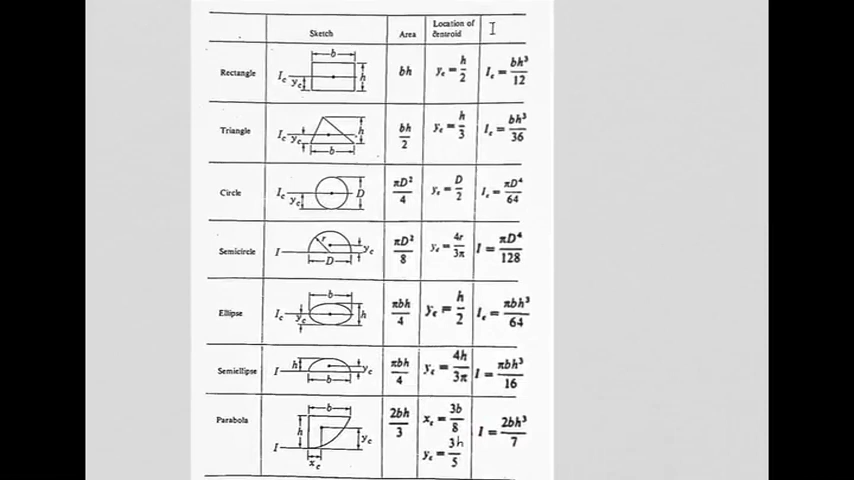 Sketch Area Location of centroid I
Rectangle b h I_c y_c bh y_c = h/2 I_c = bh³/12
Triangle I_c y_c h b bh/2 y_c = h/3 I_c = bh³/36
Circle I_c y_c D πD²/4 y_c = D/2 I_c = πD⁴/64
Semicircle I r y_c D πD²/8 y_c = 4r/3π I = πD⁴/128
Ellipse b I_c y_c h πbh/4 y_c = h/2 I_c = πbh³/64
Semiellipse h I y_c b πbh/4 y_c = 4h/3π I = πbh³/16
Parabola b h I y_c x_c 2bh/3 x_c = 3b/8 y_c = 3h/5 I = 2bh³/7